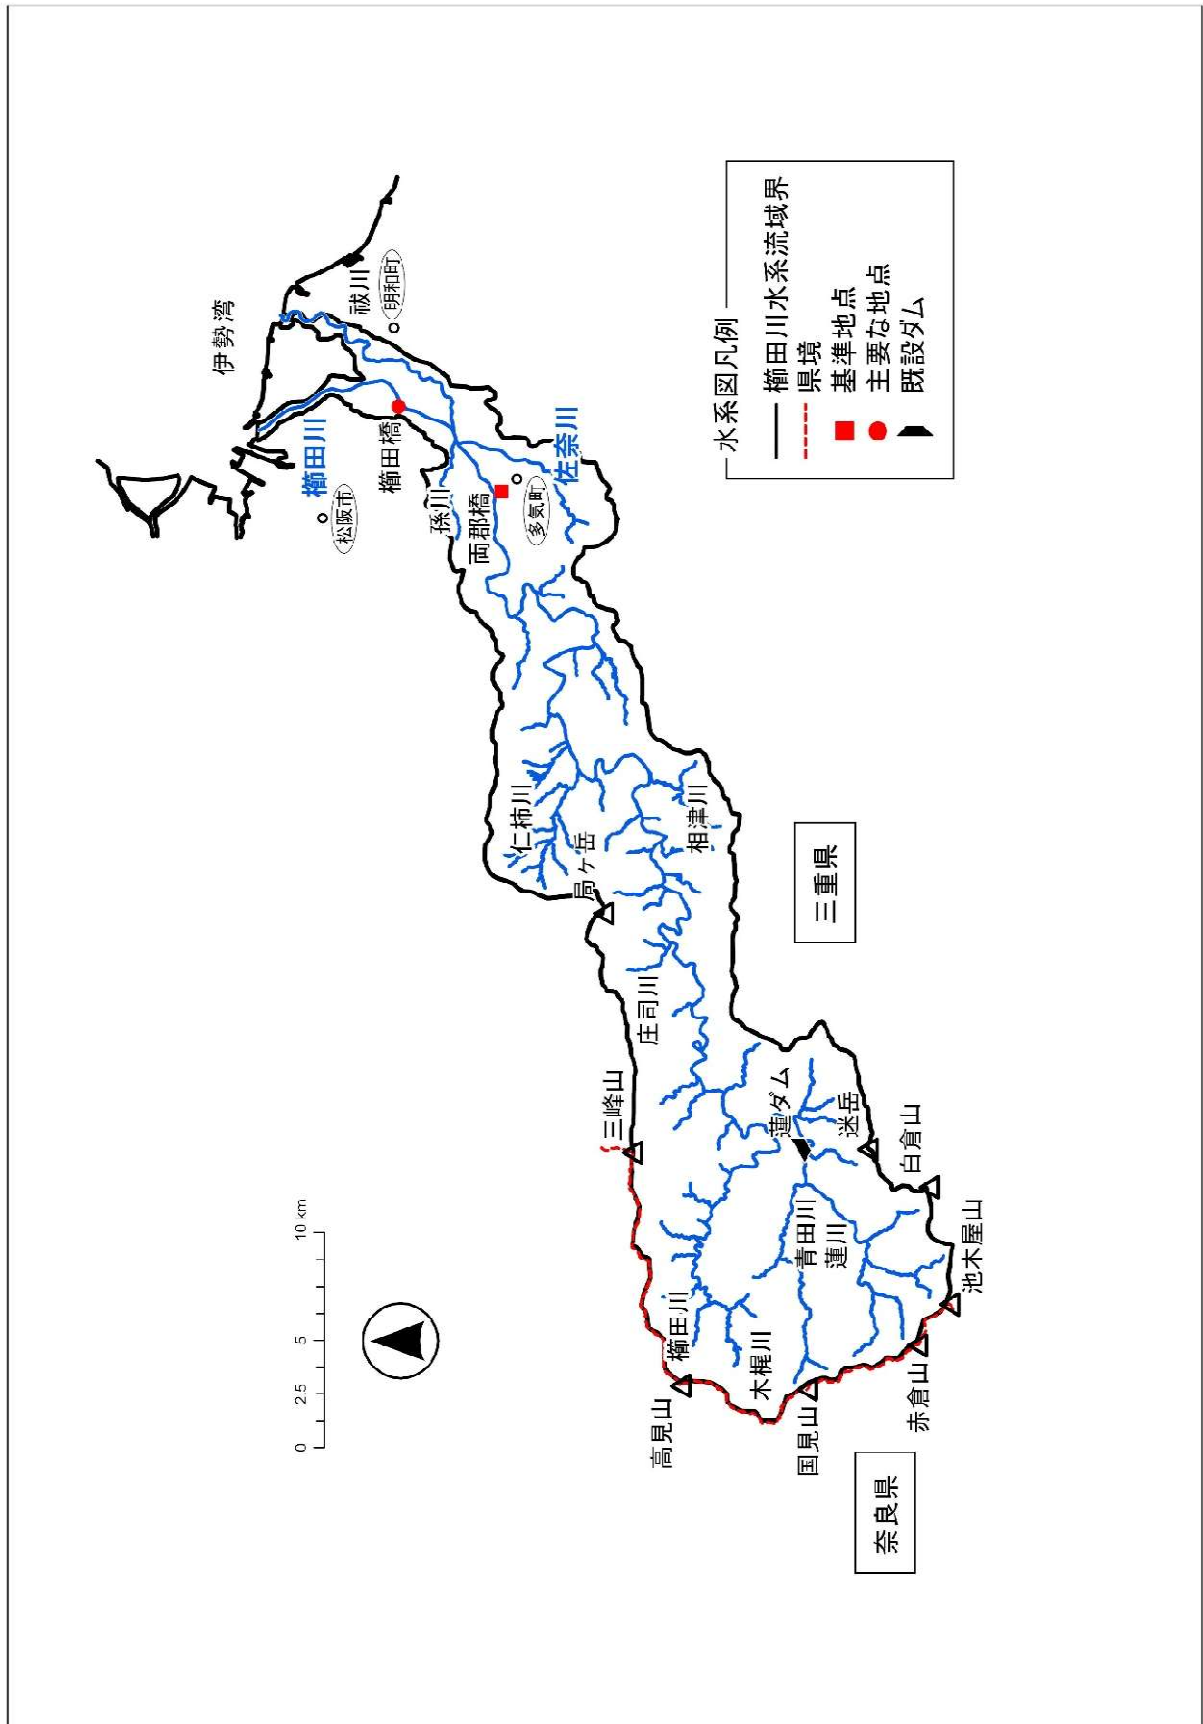 伊勢湾
祓川
明和町
櫛田川
松阪市
櫛田橋
孫川
両郡橋
多気町
佐奈川
仁柿川
局ヶ岳
相津川
庄司川
三峰山
蓮ダム
迷岳
白倉山
池木屋山
青田川
蓮川
櫛田川
木梶川
高見山
国見山
赤倉山
三重県
奈良県
0 2.5 5 10 km
水系図凡例
櫛田川水系流域界
県境
基準地点
主要な地点
既設ダム